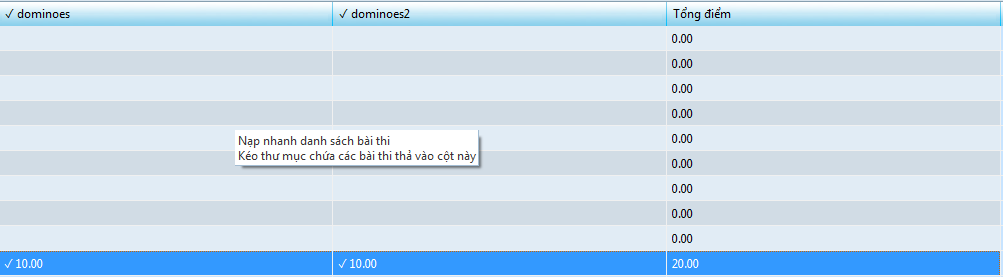 ✓ dominoes ✓ dominoes2 Tổng điểm
0.00
0.00
0.00
0.00
0.00
Nạp nhanh danh sách bài thi
Kéo thư mục chứa các bài thi thả vào cột này
0.00
0.00
0.00
0.00
✓ 10.00 ✓ 10.00 20.00